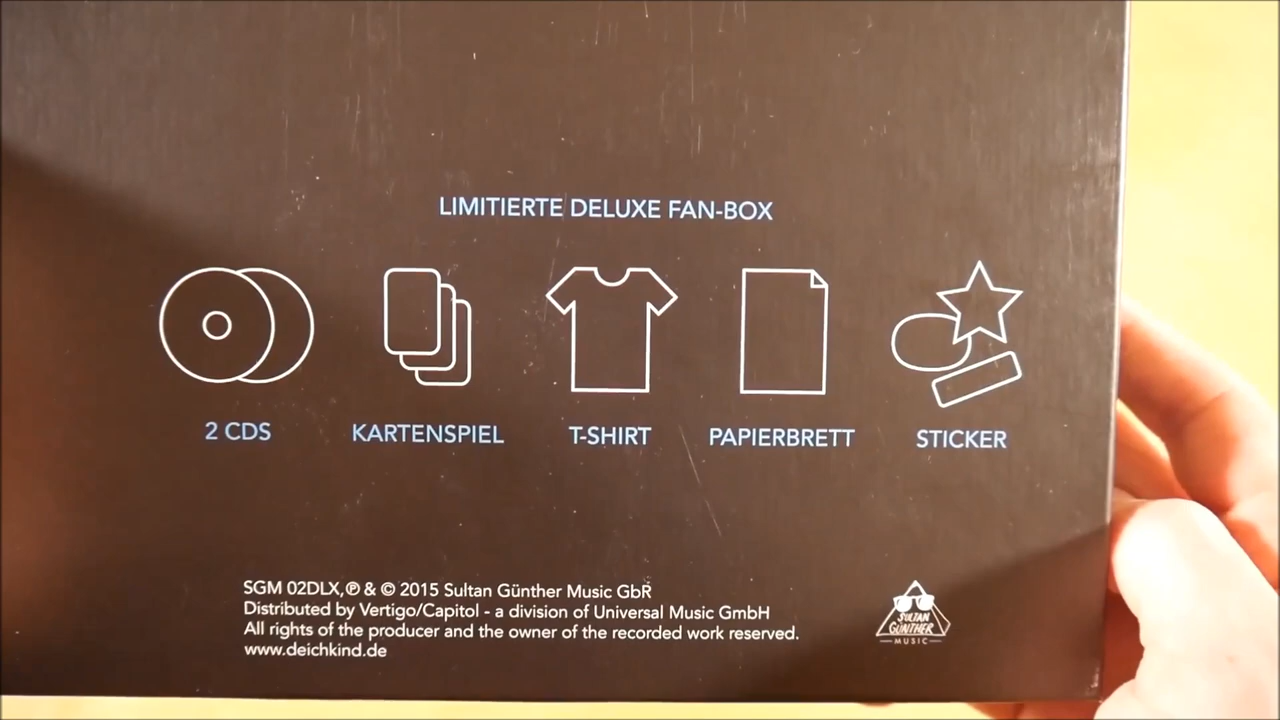 LIMITIERTE DELUXE FAN-BOX
2 CDS
KARTENSPIEL
T-SHIRT
PAPIERBRETT
STICKER
SGM 02DLX,℗ & © 2015 Sultan Günther Music GbR
Distributed by Vertigo/Capitol - a division of Universal Music GmbH
All rights of the producer and the owner of the recorded work reserved.
www.deichkind.de
SULTAN
GÜNTHER
MUSIC